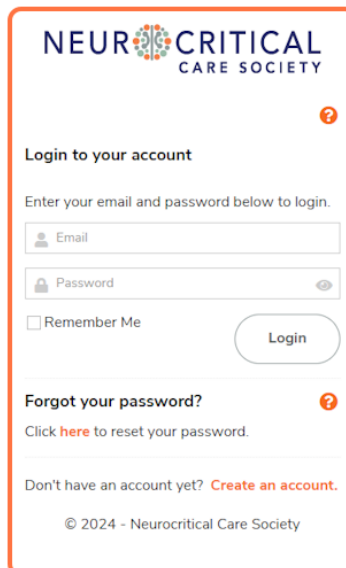 NEUROCRITICAL
CARE SOCIETY
?
Login to your account
Enter your email and password below to login.
Email
Password
Remember Me
Login
Forgot your password?
?
Click here to reset your password.
Don't have an account yet? Create an account.
© 2024 - Neurocritical Care Society